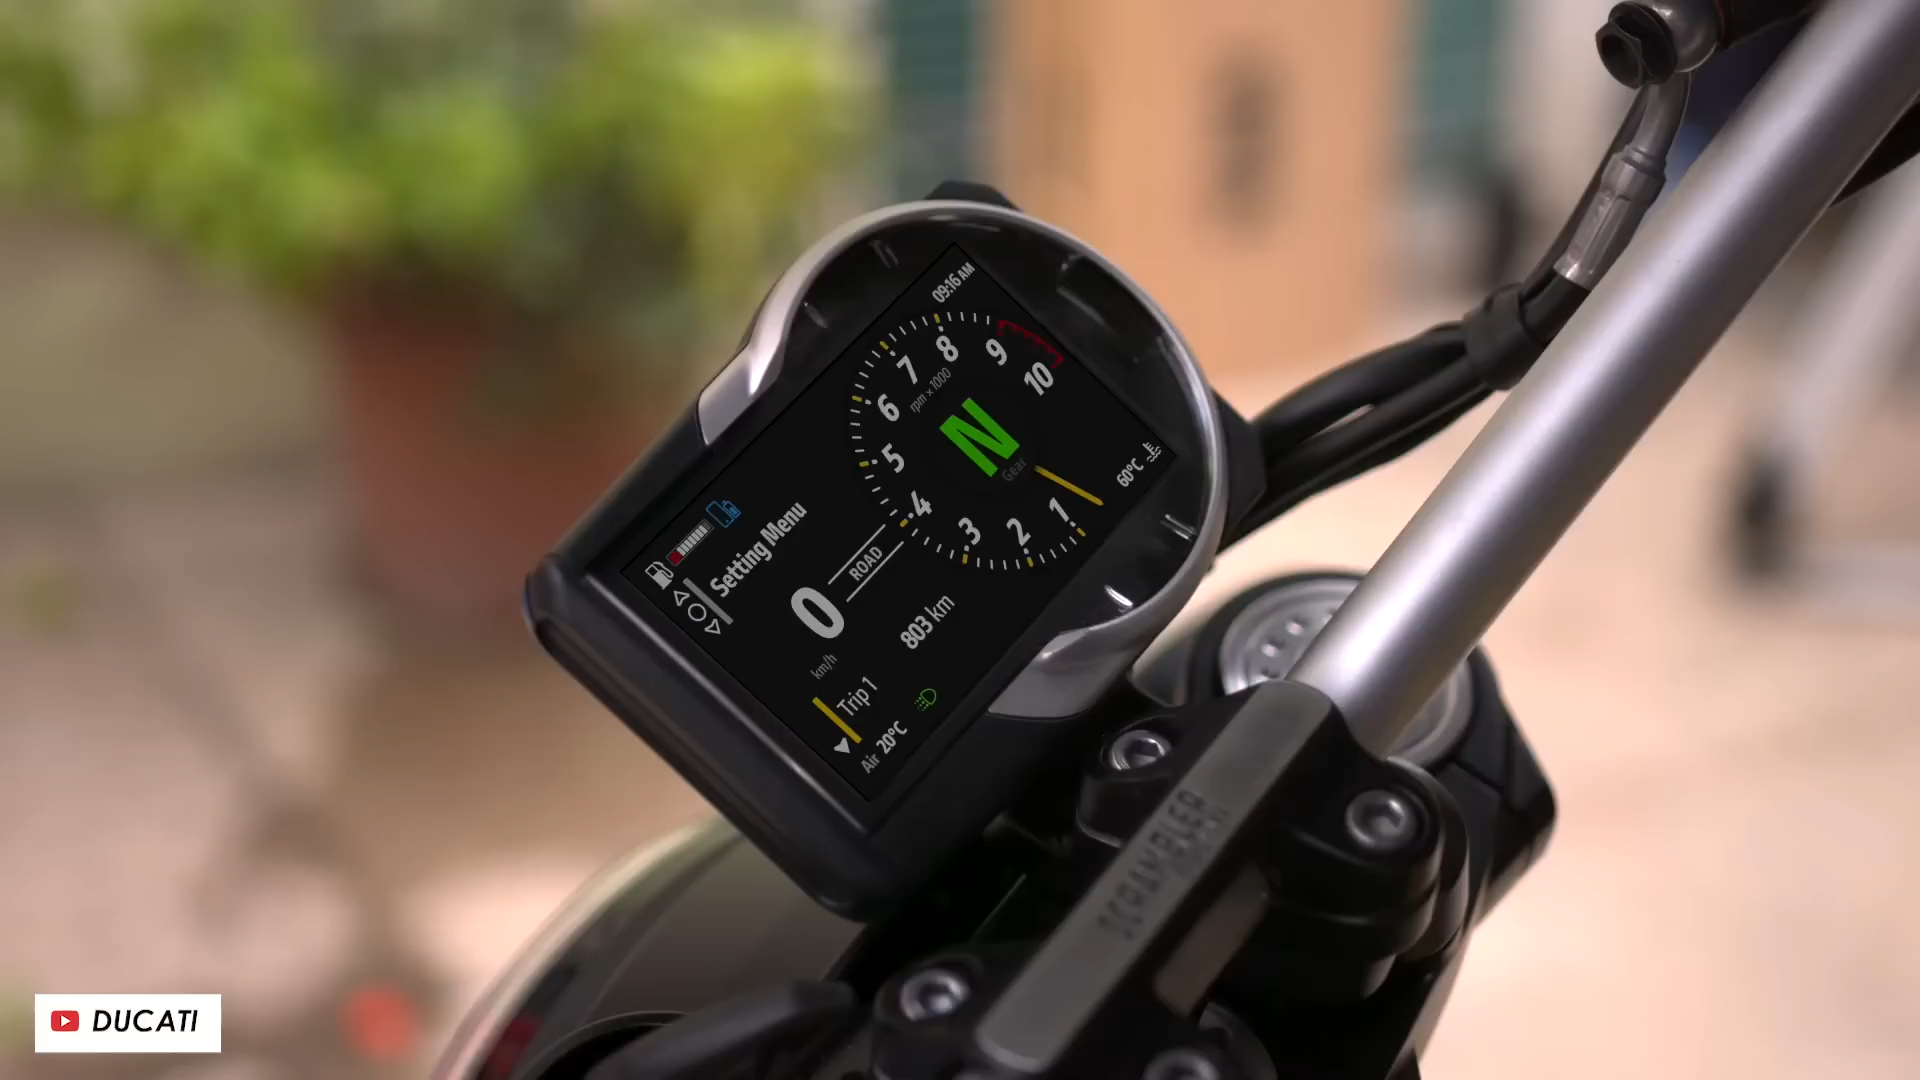 09:16 AM
10
9
8
7
6
5
4
3
2
1
rpm x 1000
N
Gear
60°C
Setting Menu
ROAD
0
km/h
803 km
Trip 1
Air 20°C
SCRAMBLER
DUCATI